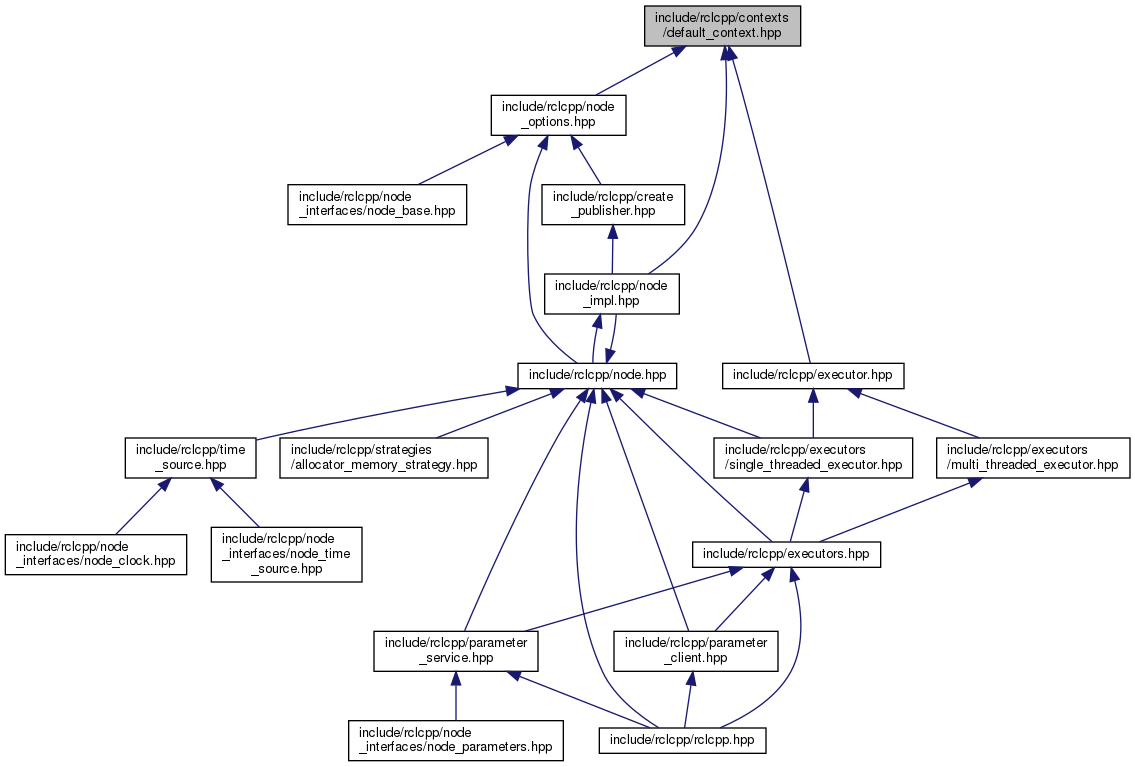 include/rclcpp/contexts
/default_context.hpp
include/rclcpp/node
_options.hpp
include/rclcpp/node
_interfaces/node_base.hpp
include/rclcpp/create
_publisher.hpp
include/rclcpp/node
_impl.hpp
include/rclcpp/node.hpp
include/rclcpp/executor.hpp
include/rclcpp/time
_source.hpp
include/rclcpp/strategies
/allocator_memory_strategy.hpp
include/rclcpp/executors
/single_threaded_executor.hpp
include/rclcpp/executors
/multi_threaded_executor.hpp
include/rclcpp/node
_interfaces/node_clock.hpp
include/rclcpp/node
_interfaces/node_time
_source.hpp
include/rclcpp/executors.hpp
include/rclcpp/parameter
_service.hpp
include/rclcpp/parameter
_client.hpp
include/rclcpp/node
_interfaces/node_parameters.hpp
include/rclcpp/rclcpp.hpp